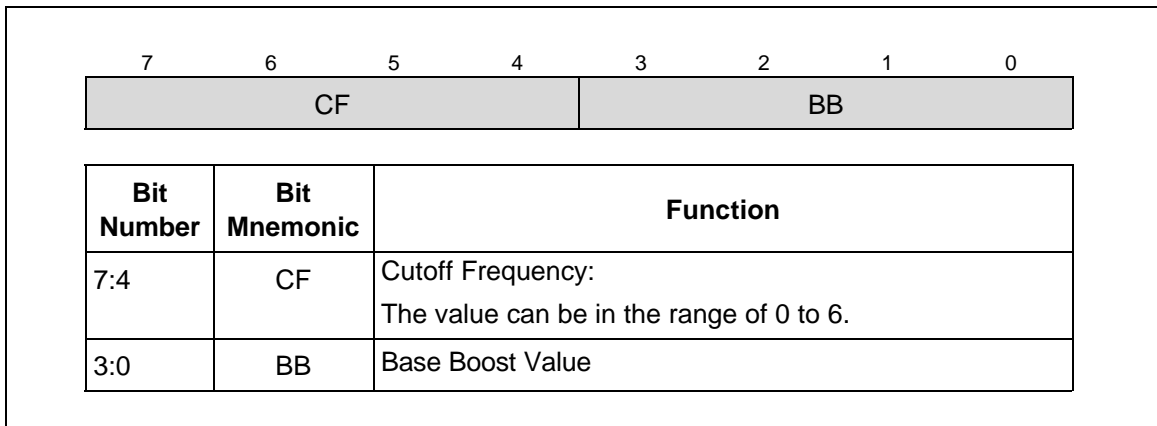 7 6 5 4 3 2 1 0
CF BB
Bit Number Bit Mnemonic Function
7:4 CF Cutoff Frequency:
The value can be in the range of 0 to 6.
3:0 BB Base Boost Value